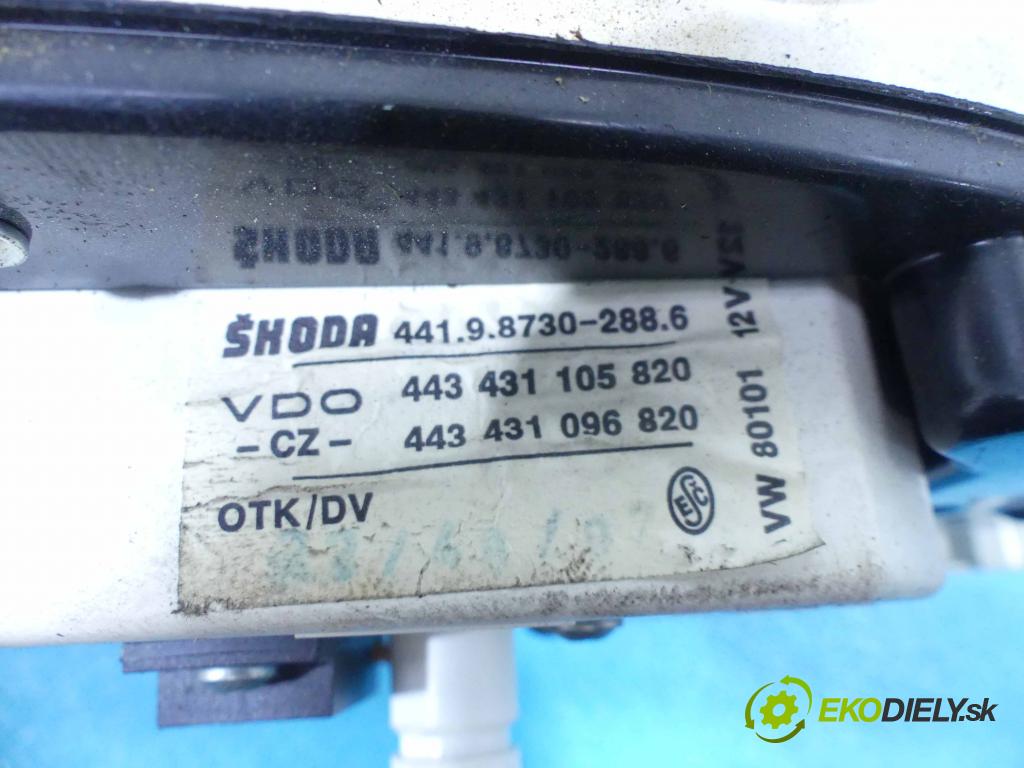 ŠKODA 441.9.8730-288.6
VDO 443 431 105 820
-CZ- 443 431 096 820
OTK/DV
ESČ
VW 80101 12V
EKODIELY.sk